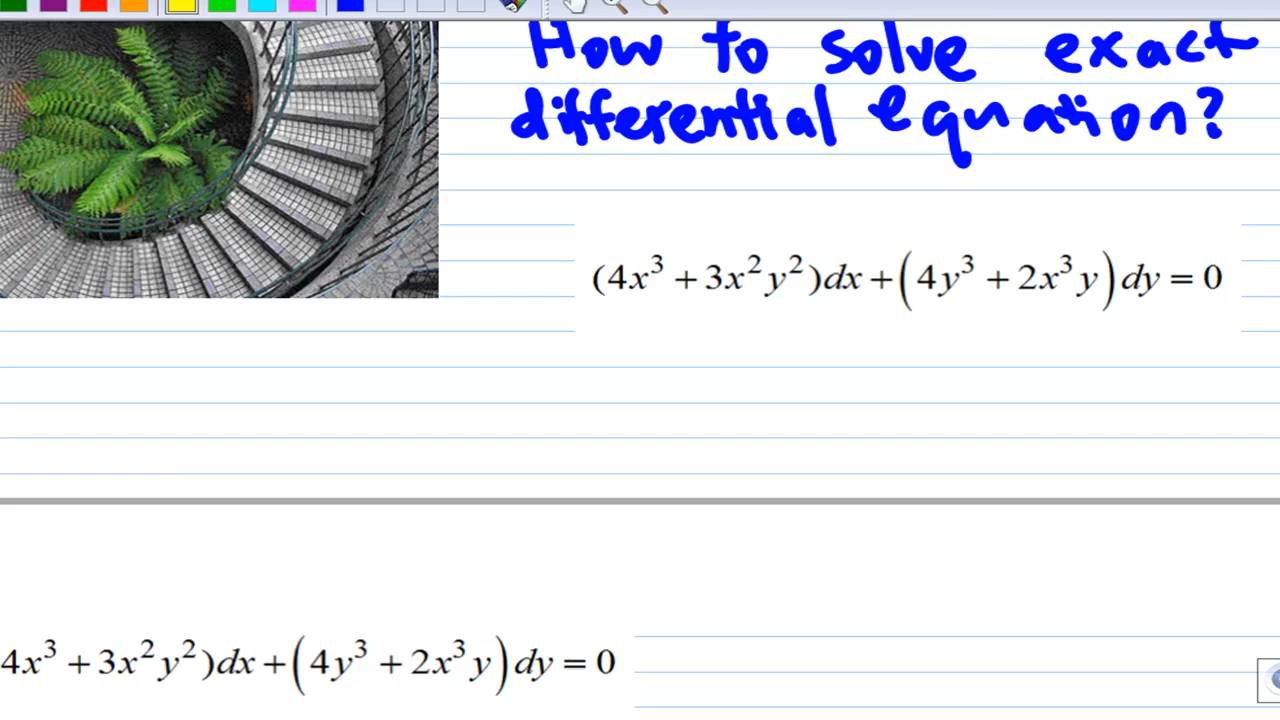 How to solve exact
differential equation?
(4x³ + 3x²y²)dx + (4y³ + 2x³y)dy = 0
4x³ + 3x²y²)dx + (4y³ + 2x³y)dy = 0